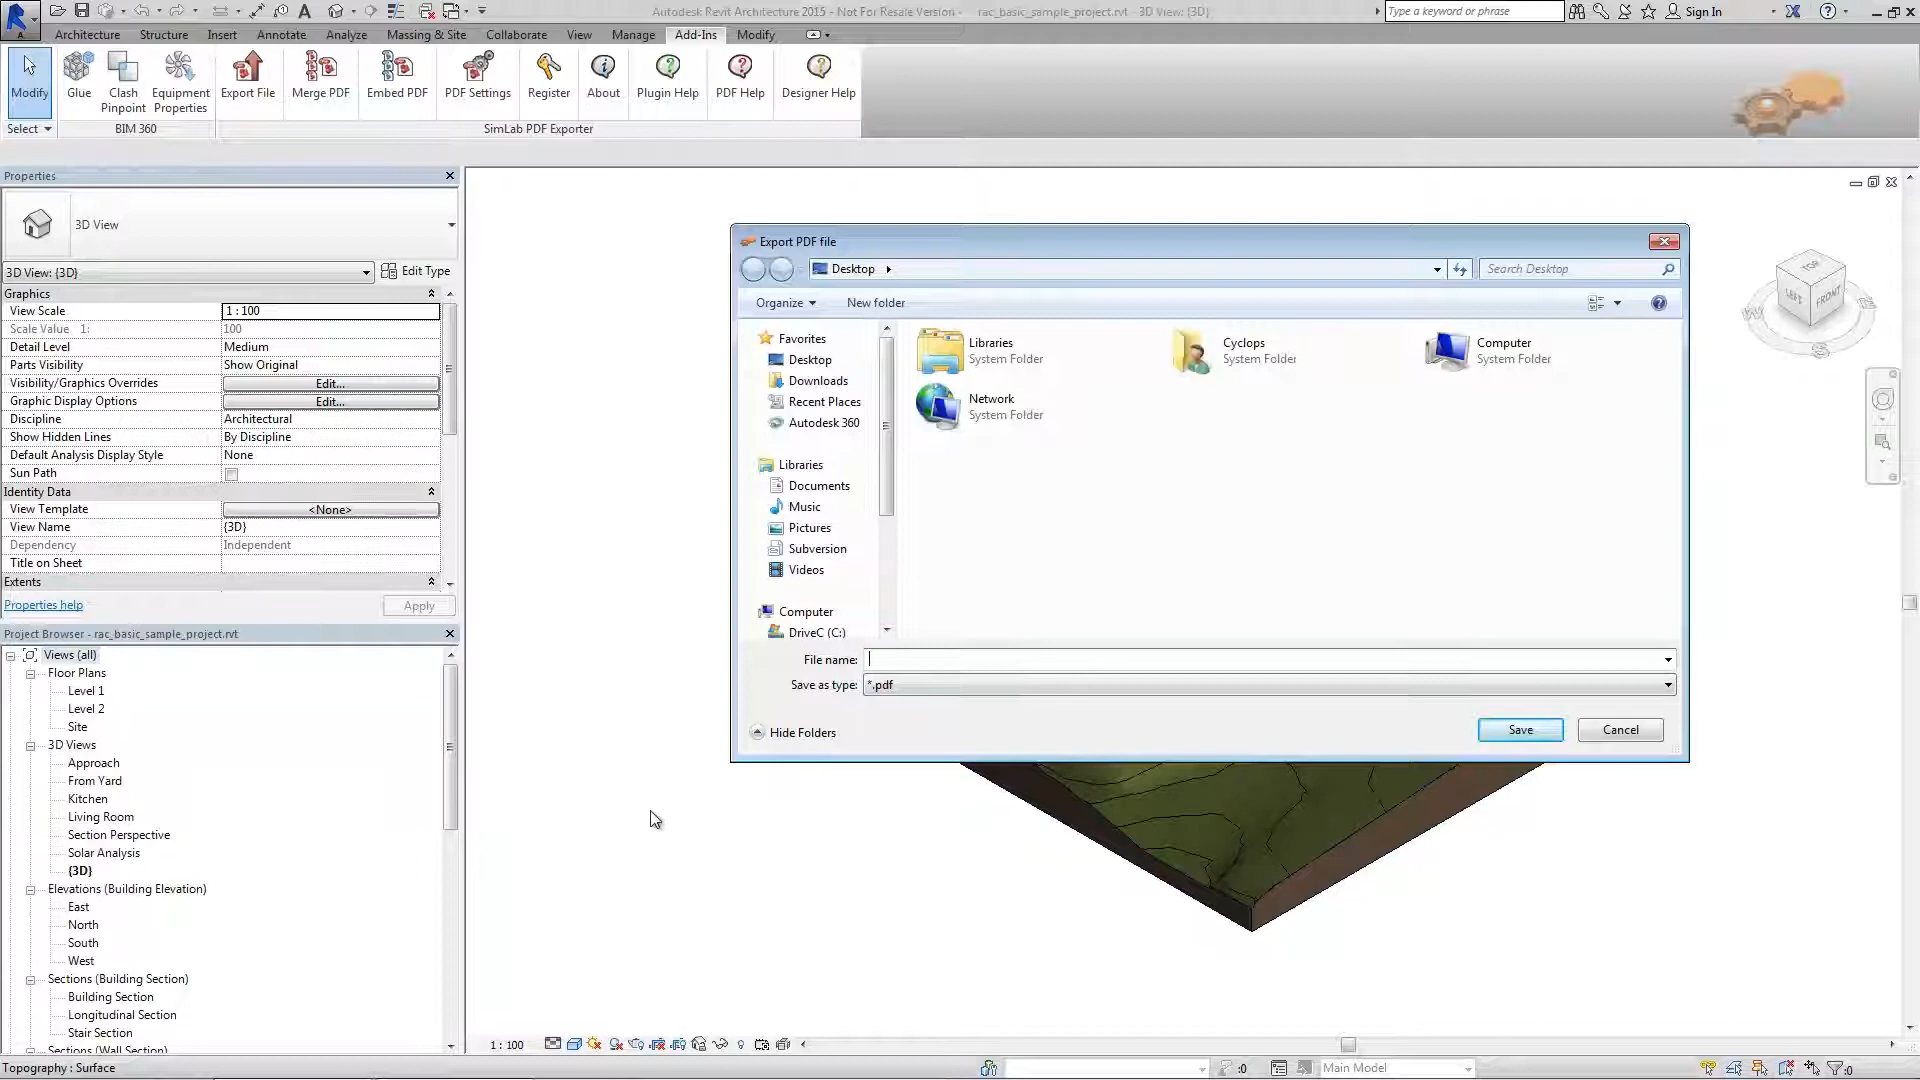 Autodesk Revit Architecture 2015 - Not For Resale Version - rac_basic_sample_project.rvt - 3D View: {3D}
Type a keyword or phrase
Sign In
Architecture Structure Insert Annotate Analyze Massing & Site Collaborate View Manage Add-Ins Modify
Modify Glue Clash Pinpoint Equipment Properties Export File Merge PDF Embed PDF PDF Settings Register About Plugin Help PDF Help Designer Help
Select BIM 360 SimLab PDF Exporter
Properties
3D View
3D View: {3D} Edit Type
Graphics
View Scale 1 : 100
Scale Value 1: 100
Detail Level Medium
Parts Visibility Show Original
Visibility/Graphics Overrides Edit...
Graphic Display Options Edit...
Discipline Architectural
Show Hidden Lines By Discipline
Default Analysis Display Style None
Sun Path
Identity Data
View Template <None>
View Name {3D}
Dependency Independent
Title on Sheet
Extents
Properties help Apply
Project Browser - rac_basic_sample_project.rvt
Views (all)
Floor Plans
Level 1
Level 2
Site
3D Views
Approach
From Yard
Kitchen
Living Room
Section Perspective
Solar Analysis
{3D}
Elevations (Building Elevation)
East
North
South
West
Sections (Building Section)
Building Section
Longitudinal Section
Stair Section
Sections (Wall Section)
Export PDF file
Desktop
Search Desktop
Organize New folder
Favorites
Desktop
Downloads
Recent Places
Autodesk 360
Libraries
Documents
Music
Pictures
Subversion
Videos
Computer
DriveC (C:)
Libraries
System Folder
Cyclops
System Folder
Computer
System Folder
Network
System Folder
File name:
Save as type: *.pdf
Hide Folders
Save Cancel
TOP
LEFT FRONT
W
S
1 : 100
Topography : Surface
:0
Main Model
:0